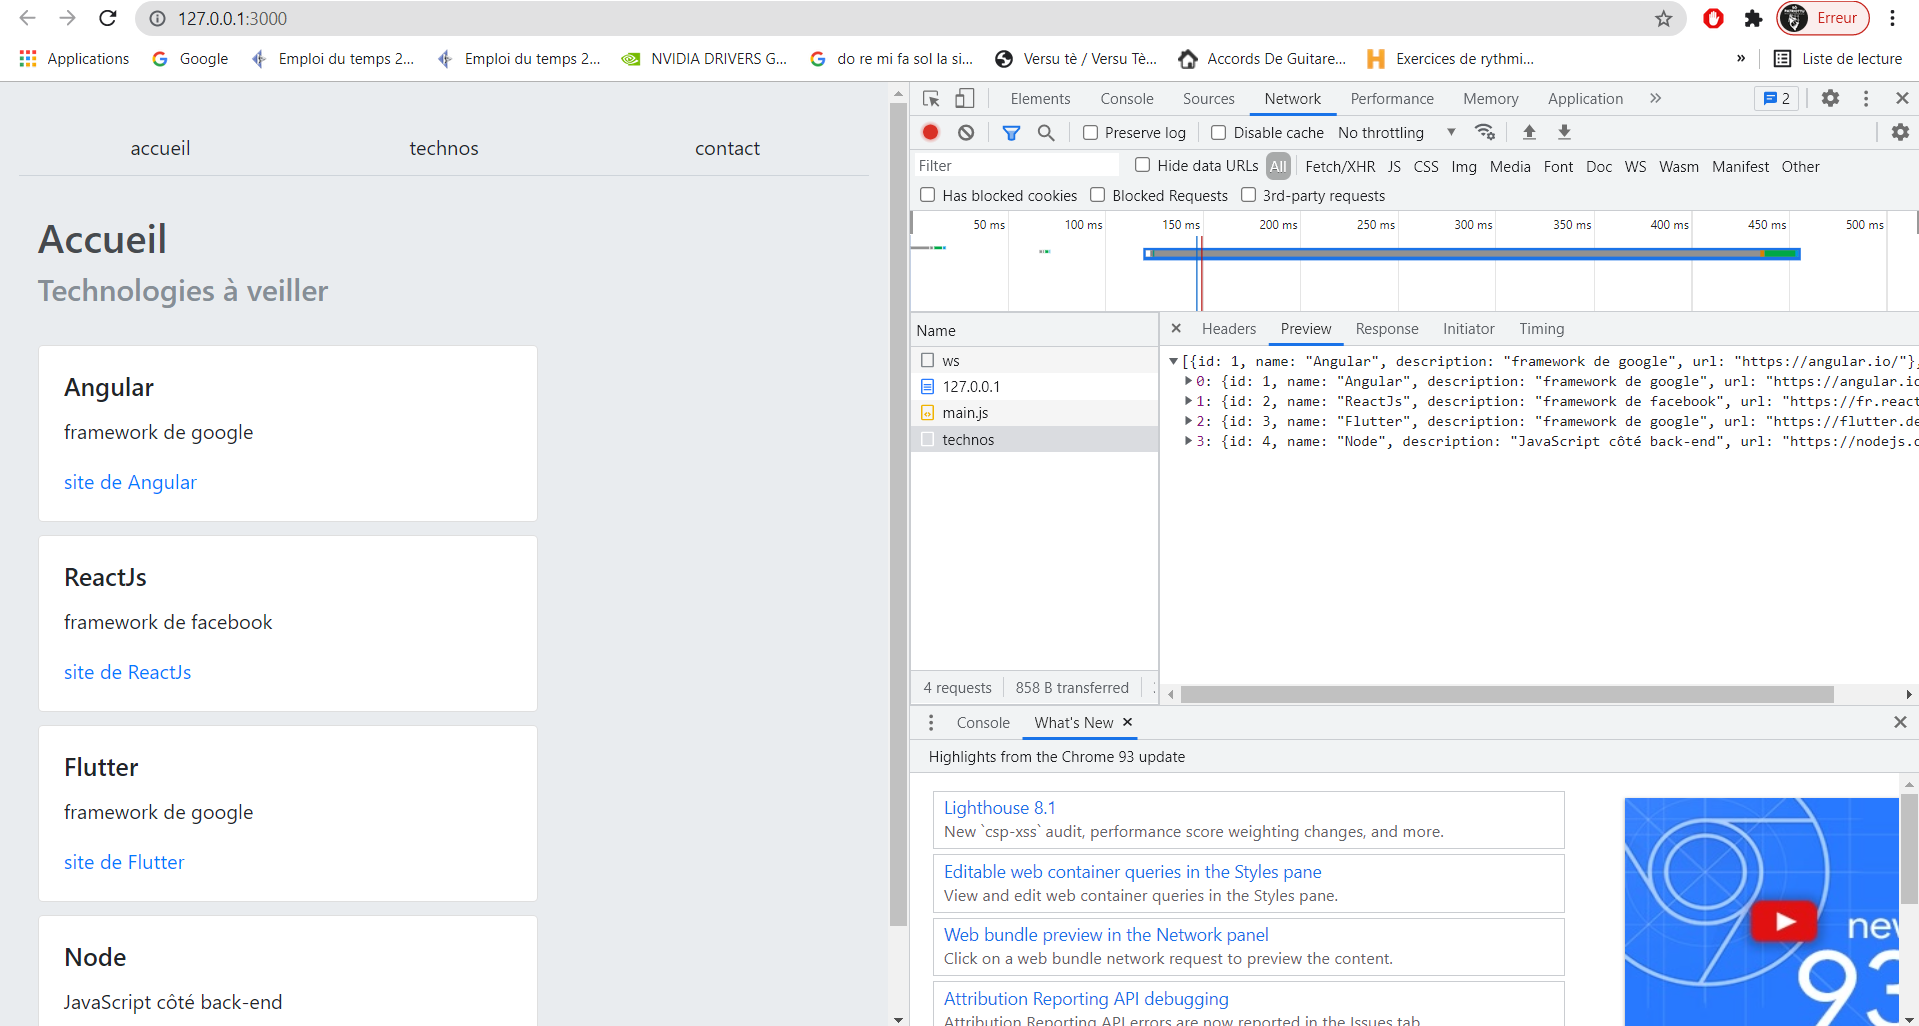 127.0.0.1:3000
Erreur
Applications
Google
Emploi du temps 2...
Emploi du temps 2...
NVIDIA DRIVERS G...
do re mi fa sol la si...
Versu tè / Versu Tè...
Accords De Guitare...
Exercices de rythmi...
»
Liste de lecture
accueil technos contact
Accueil
Technologies à veiller
Angular
framework de google
site de Angular
ReactJs
framework de facebook
site de ReactJs
Flutter
framework de google
site de Flutter
Node
JavaScript côté back-end
Elements Console Sources Network Performance Memory Application » 2
Preserve log Disable cache No throttling
Filter Hide data URLs All Fetch/XHR JS CSS Img Media Font Doc WS Wasm Manifest Other
Has blocked cookies Blocked Requests 3rd-party requests
50 ms 100 ms 150 ms 200 ms 250 ms 300 ms 350 ms 400 ms 450 ms 500 ms
Name
ws
127.0.0.1
main.js
technos
4 requests 858 B transferred
Headers Preview Response Initiator Timing
[{id: 1, name: "Angular", description: "framework de google", url: "https://angular.io/"},
0: {id: 1, name: "Angular", description: "framework de google", url: "https://angular.io
1: {id: 2, name: "ReactJs", description: "framework de facebook", url: "https://fr.react
2: {id: 3, name: "Flutter", description: "framework de google", url: "https://flutter.de
3: {id: 4, name: "Node", description: "JavaScript côté back-end", url: "https://nodejs.o
Console What's New
Highlights from the Chrome 93 update
Lighthouse 8.1
New `csp-xss` audit, performance score weighting changes, and more.
Editable web container queries in the Styles pane
View and edit web container queries in the Styles pane.
Web bundle preview in the Network panel
Click on a web bundle network request to preview the content.
Attribution Reporting API debugging
Attribution Reporting API errors are now reported in the Issues tab.
new
93